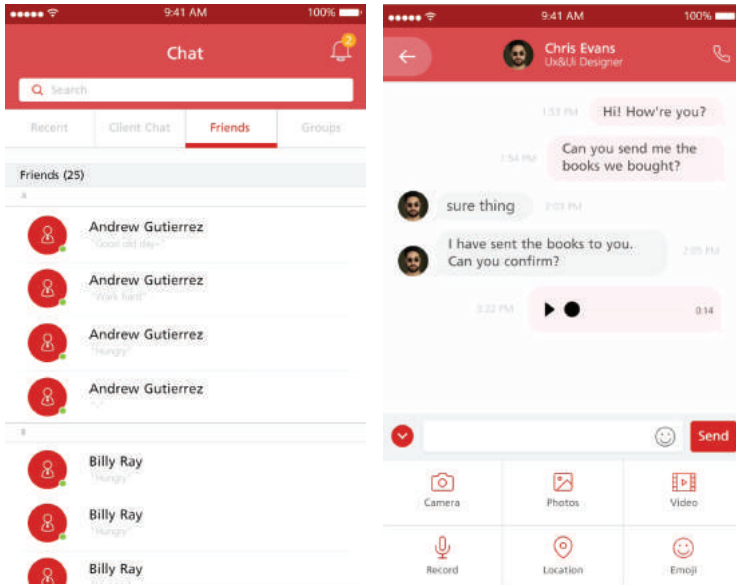 9:41 AM
100%
Chat
2
Search
Recent
Client Chat
Friends
Groups
Friends (25)
A
Andrew Gutierrez
"Good old day~"
Andrew Gutierrez
"Work hard"
Andrew Gutierrez
"Hungry"
Andrew Gutierrez
"-"
B
Billy Ray
"Hungry"
Billy Ray
"Hungry"
Billy Ray
9:41 AM
100%
Chris Evans
Ux&Ui Designer
1:53 PM
Hi! How're you?
Can you send me the
1:54 PM
books we bought?
sure thing
2:03 PM
I have sent the books to you.
2:05 PM
Can you confirm?
3:22 PM
0:14
Send
Camera
Photos
Video
Record
Location
Emoji